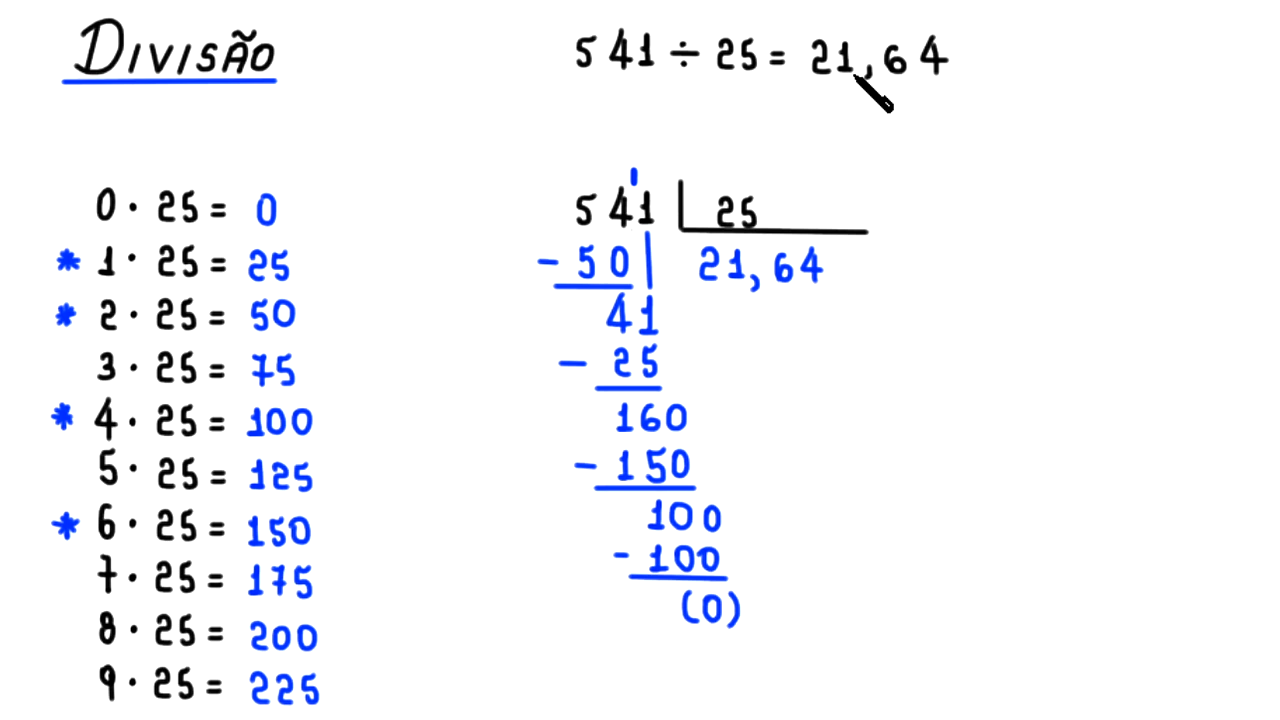 DIVISÃO
541 ÷ 25 = 21,64
0 · 25 = 0
* 1 · 25 = 25
* 2 · 25 = 50
3 · 25 = 75
* 4 · 25 = 100
5 · 25 = 125
* 6 · 25 = 150
7 · 25 = 175
8 · 25 = 200
9 · 25 = 225
541 25
- 50 21,64
41
- 25
160
- 150
100
- 100
(0)